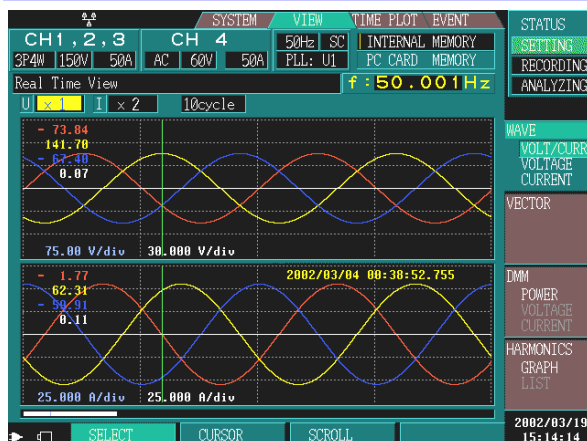 SYSTEM VIEW TIME PLOT EVENT
CH1,2,3 CH 4 50Hz SC INTERNAL MEMORY
3P4W 150V 50A AC 60V 50A PLL: U1 PC CARD MEMORY
Real Time View f:50.001Hz
U x 1 I x 2 10cycle
- 73.84
141.70
- 67.40
0.07
75.00 V/div 30.000 V/div
- 1.77 2002/03/04 00:38:52.755
62.31
- 59.91
0.11
25.000 A/div 25.000 A/div
SELECT CURSOR SCROLL
STATUS
SETTING
RECORDING
ANALYZING
WAVE
VOLT/CURR
VOLTAGE
CURRENT
VECTOR
DMM
POWER
VOLTAGE
CURRENT
HARMONICS
GRAPH
LIST
2002/03/19
15:14:14